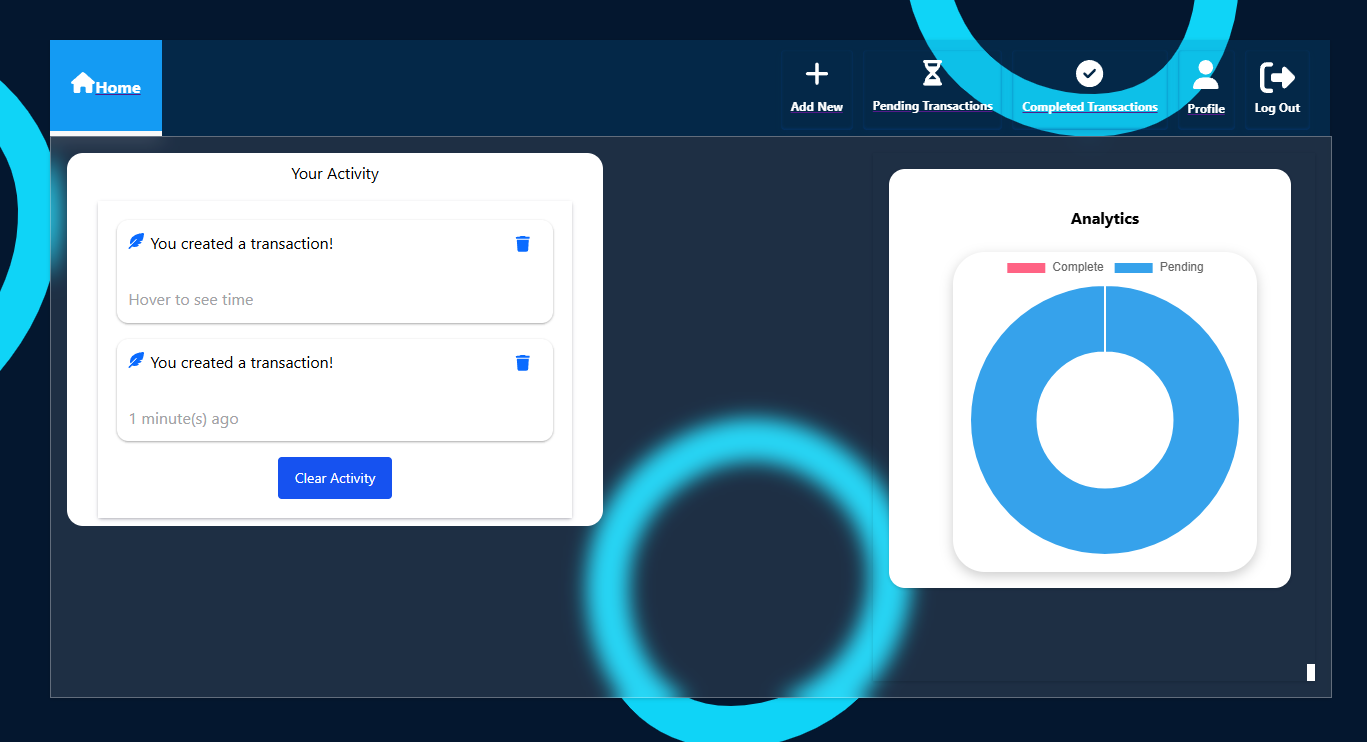 Home
Add New
Pending Transactions
Completed Transactions
Profile
Log Out
Your Activity
You created a transaction!
Hover to see time
You created a transaction!
1 minute(s) ago
Clear Activity
Analytics
Complete Pending